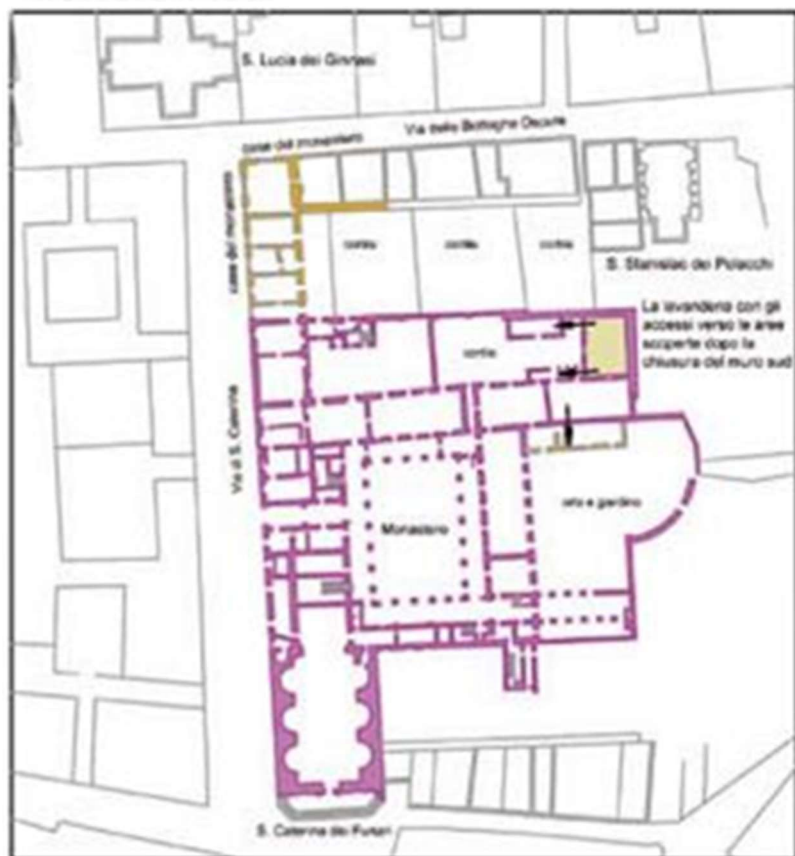 S. Lucia dei Ginnasi
case del monastero
Via delle Botteghe Oscure
case del monastero
cortile
cortile
cortile
S. Stanislao dei Polacchi
La lavanderia con gli
accessi verso le aree
scoperte dopo la
chiusura del muro sud
cortile
Via di S. Caterina
orto e giardino
Monastero
S. Caterina dei Funari